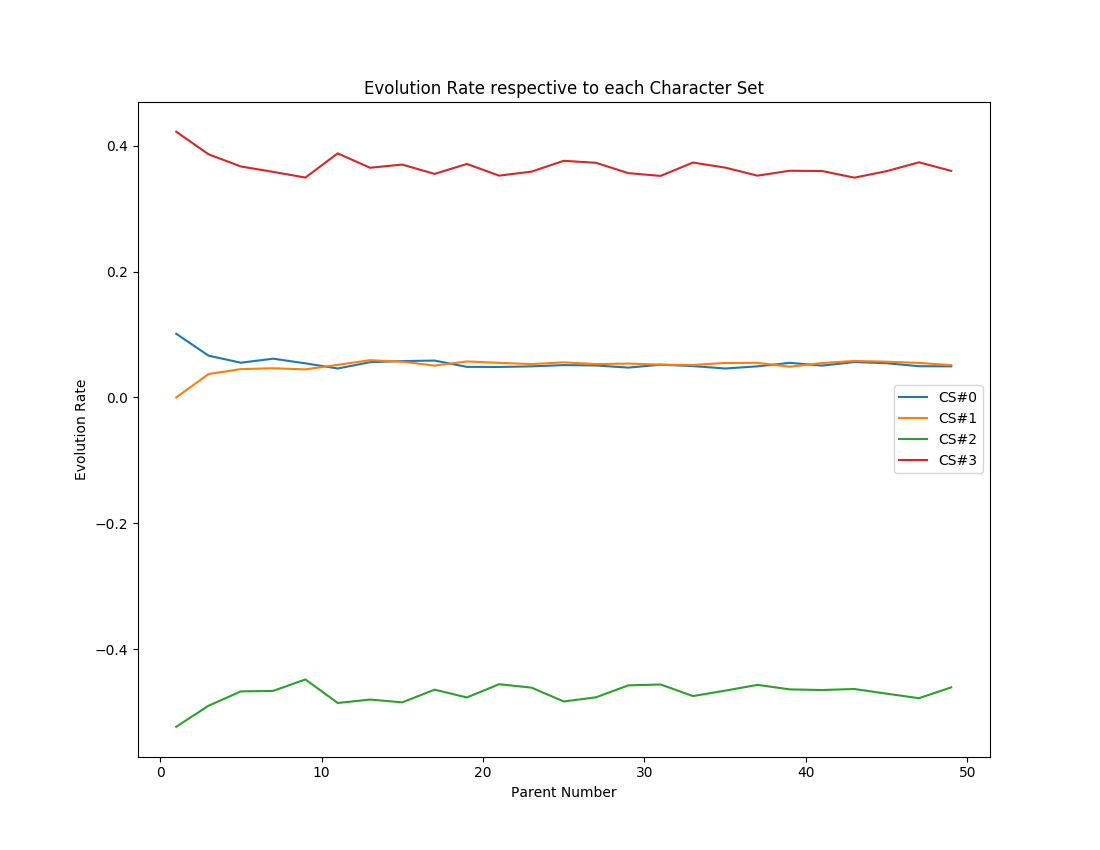 Evolution Rate respective to each Character Set
Evolution Rate
0.4
0.2
0.0
−0.2
−0.4
CS#0
CS#1
CS#2
CS#3
0 10 20 30 40 50
Parent Number